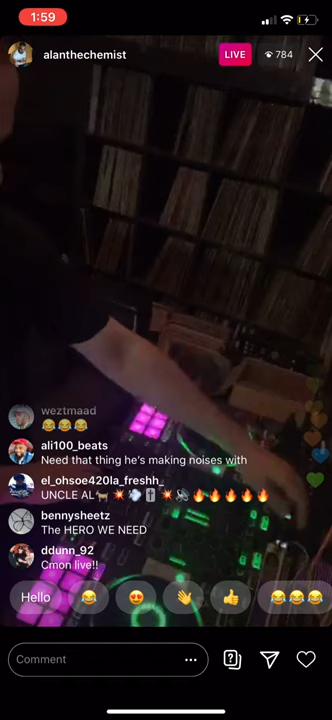 1:59
alanthechemist
LIVE
784
weztmaad
😂😂😂
ali100_beats
Need that thing he's making noises with
el_ohsoe420la_freshh_
UNCLE AL🐐💥💨✝️💥🔊🔥🔥🔥🔥🔥
bennysheetz
The HERO WE NEED
ddunn_92
Cmon live!!
Hello 😂 😍 👋 👍 😂😂😂
Comment